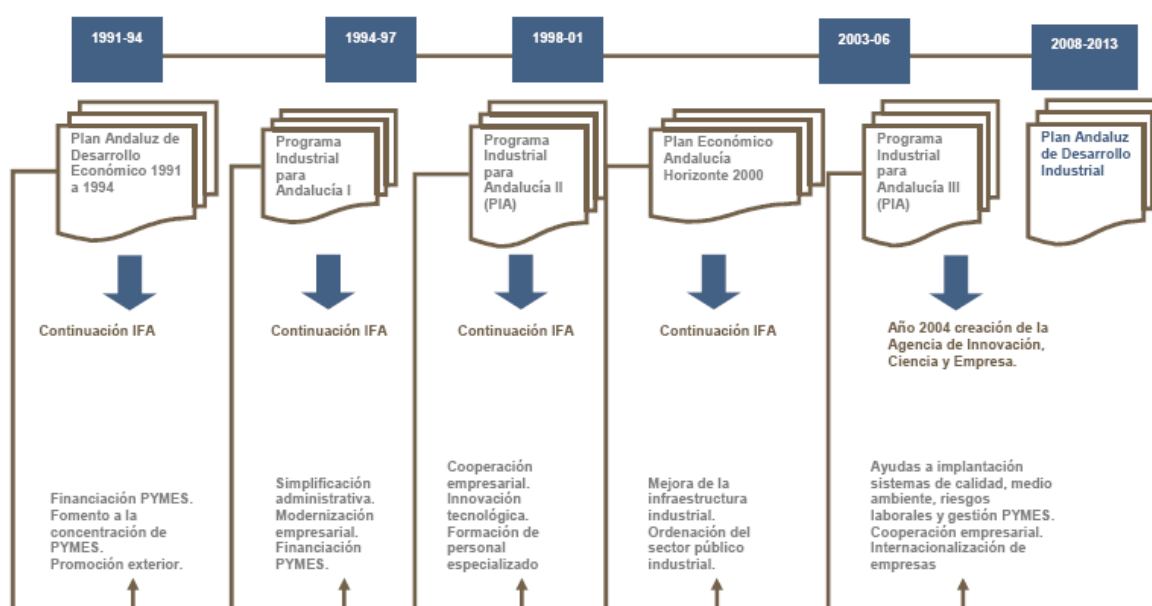 1991-94
1994-97
1998-01
2003-06
2008-2013
Plan Andaluz de
Desarrollo
Económico 1991
a 1994
Programa
Industrial
para
Andalucía I
Programa
Industrial
para
Andalucía II
(PIA)
Plan Económico
Andalucía
Horizonte 2000
Programa
Industrial
para
Andalucía III
(PIA)
Plan Andaluz
de Desarrollo
Industrial
Continuación IFA
Continuación IFA
Continuación IFA
Continuación IFA
Año 2004 creación de la
Agencia de Innovación,
Ciencia y Empresa.
Financiación PYMES.
Fomento a la
concentración de
PYMES.
Promoción exterior.
Simplificación
administrativa.
Modernización
empresarial.
Financiación
PYMES.
Cooperación
empresarial.
Innovación
tecnológica.
Formación de
personal
especializado
Mejora de la
infraestructura
industrial.
Ordenación del
sector público
industrial.
Ayudas a implantación
sistemas de calidad, medio
ambiente, riesgos
laborales y gestión PYMES.
Cooperación empresarial.
Internacionalización de
empresas